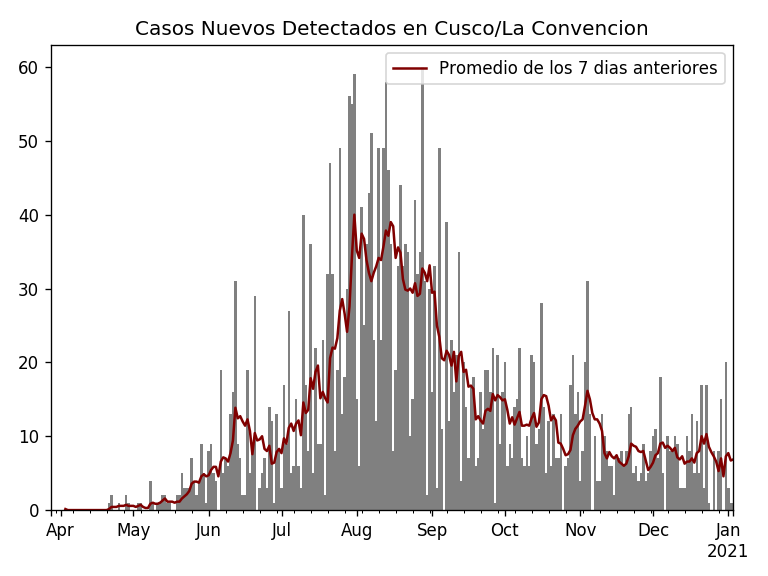 Casos Nuevos Detectados en Cusco/La Convencion
Promedio de los 7 dias anteriores
60
50
40
30
20
10
0
Apr May Jun Jul Aug Sep Oct Nov Dec Jan
2021